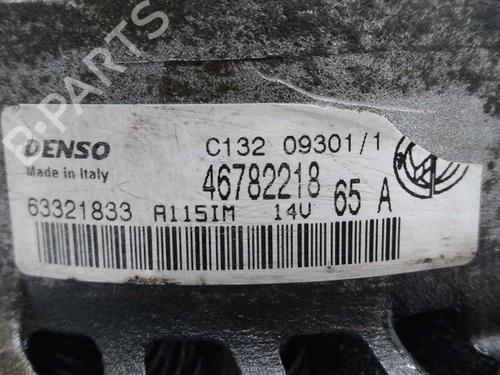 DENSO
Made in Italy
C132 09301/1
46782218
63321833 A115IM 14V 65 A
B-PARTS